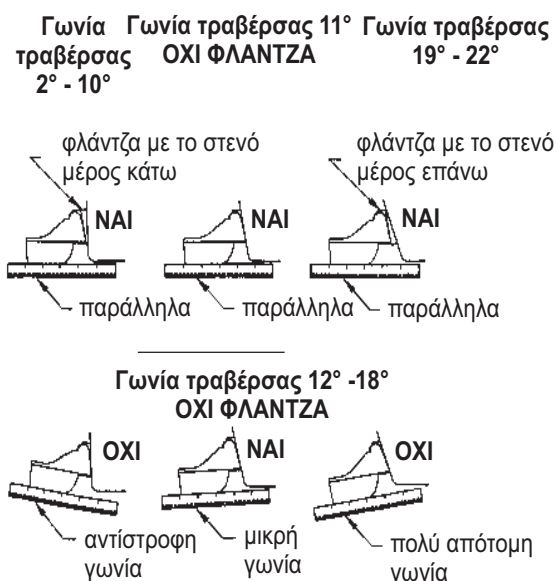 Γωνία
τραβέρσας
2° - 10°
Γωνία τραβέρσας 11°
ΟΧΙ ΦΛΑΝΤΖΑ
Γωνία τραβέρσας
19° - 22°
φλάντζα με το στενό
μέρος κάτω
φλάντζα με το στενό
μέρος επάνω
ΝΑΙ
ΝΑΙ
ΝΑΙ
παράλληλα
παράλληλα
παράλληλα
Γωνία τραβέρσας 12° -18°
ΟΧΙ ΦΛΑΝΤΖΑ
ΟΧΙ
ΝΑΙ
ΟΧΙ
αντίστροφη
γωνία
μικρή
γωνία
πολύ απότομη
γωνία